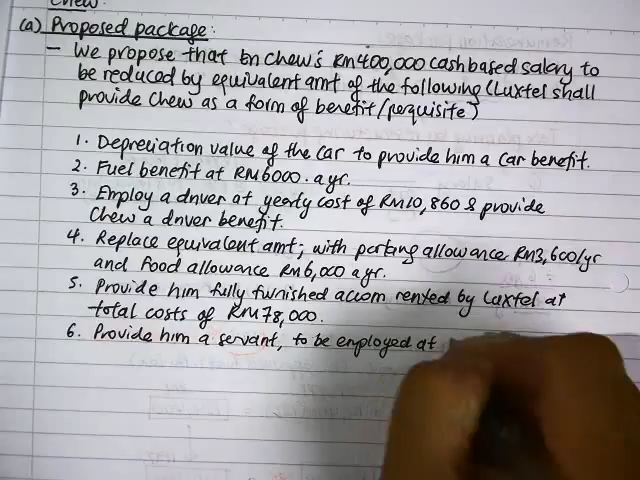 Chew:
(a) Proposed package:
- We propose that En Chew's RM400,000 cash based salary to
be reduced by equivalent amt of the following (Luxtel shall
provide Chew as a form of benefit/perquisite)
1. Depreciation value of the car to provide him a car benefit.
2. Fuel benefit at RM6000. a yr.
3. Employ a driver at yearly cost of RM10,860 & provide
Chew a driver benefit.
4. Replace equivalent amt; with parking allowance RM3,600/yr
and Food allowance RM6,000 a yr.
5. Provide him fully furnished accom rented by Luxtel at
total costs of RM78,000.
6. Provide him a servant, to be employed at